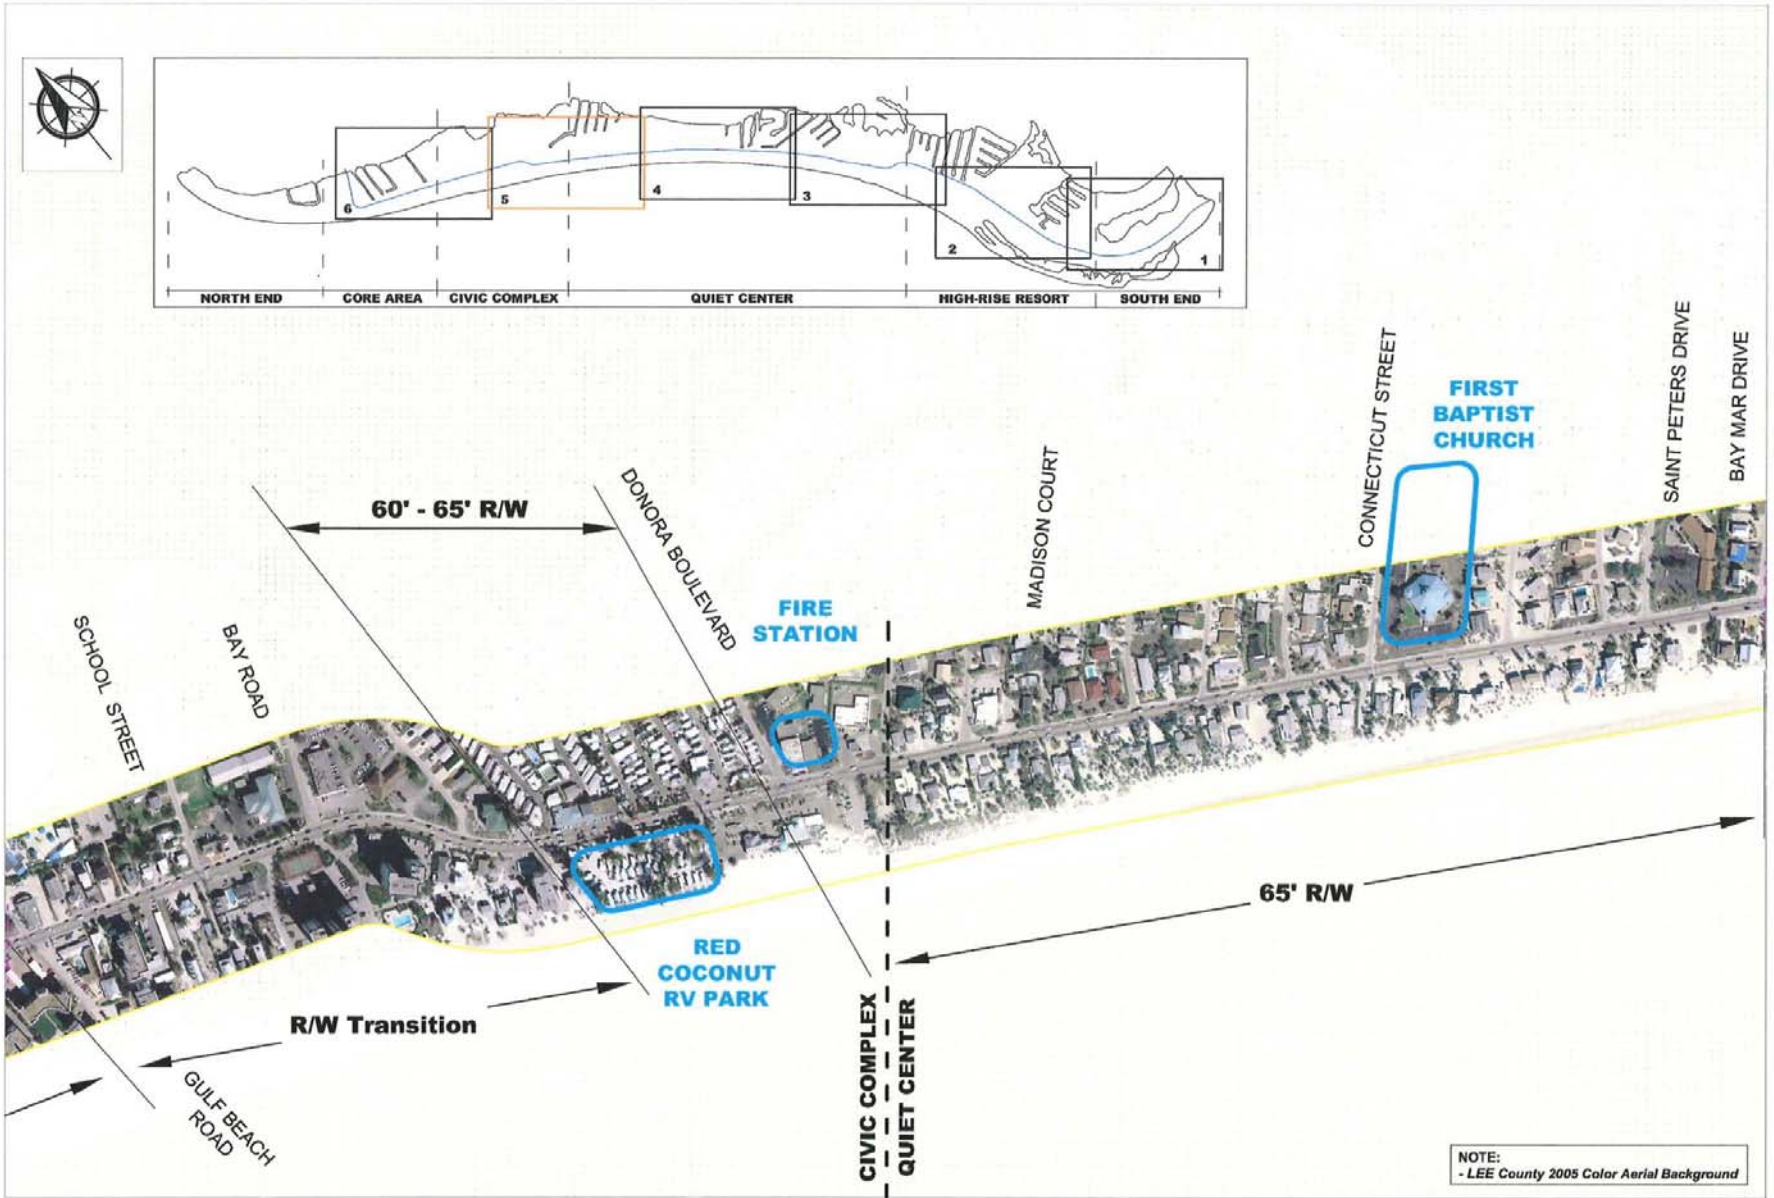 6
5
4
3
2
1
NORTH END
CORE AREA
CIVIC COMPLEX
QUIET CENTER
HIGH-RISE RESORT
SOUTH END
SCHOOL STREET
BAY ROAD
60' - 65' R/W
DONORA BOULEVARD
FIRE
STATION
MADISON COURT
CONNECTICUT STREET
FIRST
BAPTIST
CHURCH
SAINT PETERS DRIVE
BAY MAR DRIVE
65' R/W
RED
COCONUT
RV PARK
R/W Transition
GULF BEACH
ROAD
CIVIC COMPLEX
QUIET CENTER
NOTE:
- LEE County 2005 Color Aerial Background